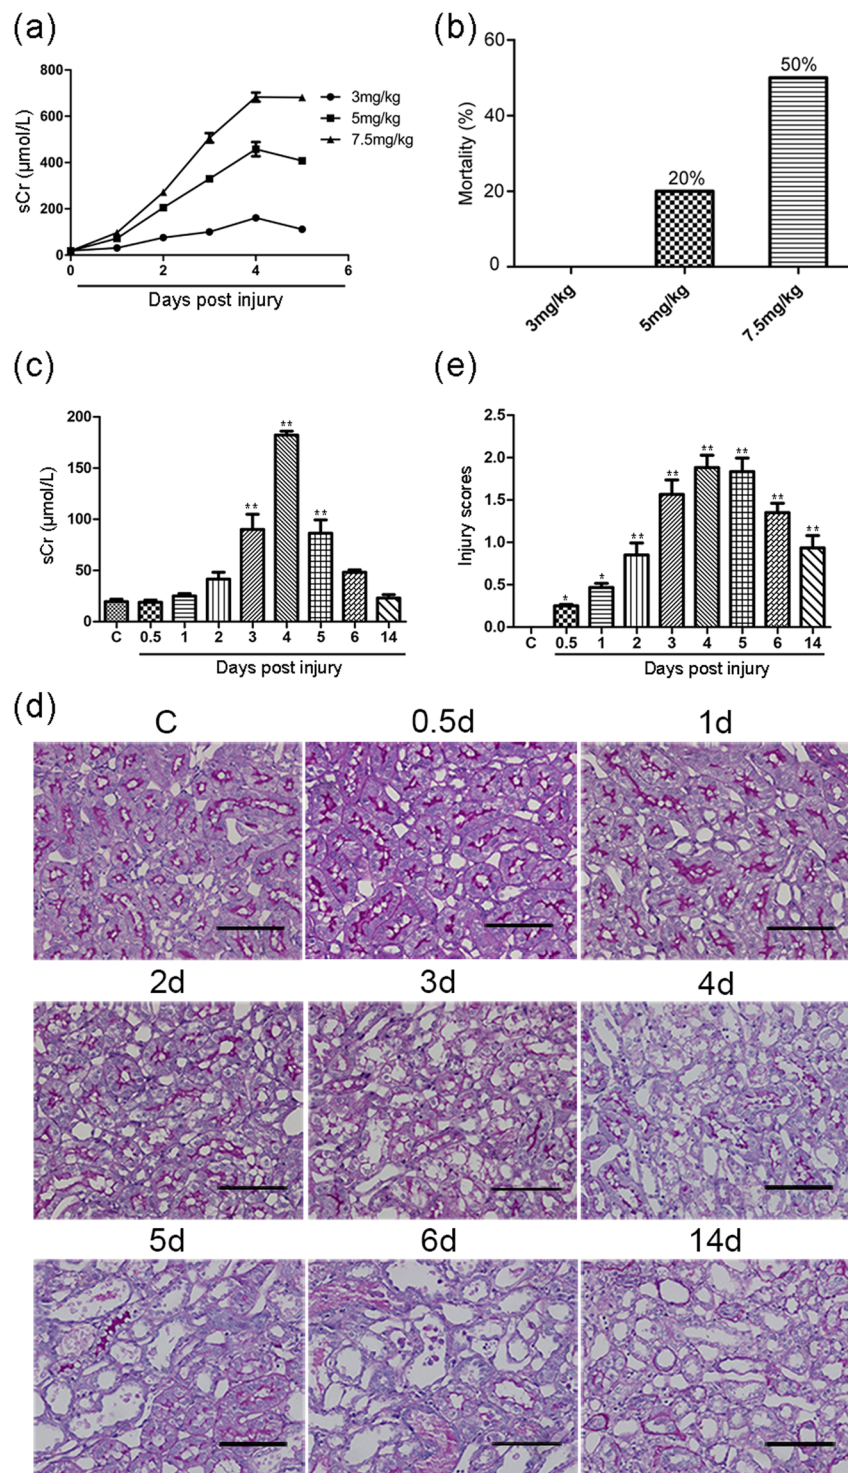 (a)
800
600
400
200
0
0 2 4 6
sCr (μmol/L)
Days post injury
3mg/kg
5mg/kg
7.5mg/kg
(b)
60
40
20
0
Mortality (%)
20%
50%
3mg/kg
5mg/kg
7.5mg/kg
(c)
200
150
100
50
0
sCr (μmol/L)
** ** **
C 0.5 1 2 3 4 5 6 14
Days post injury
(e)
2.5
2.0
1.5
1.0
0.5
0.0
Injury scores
* * ** ** ** ** ** **
C 0.5 1 2 3 4 5 6 14
Days post injury
(d)
C 0.5d 1d
2d 3d 4d
5d 6d 14d